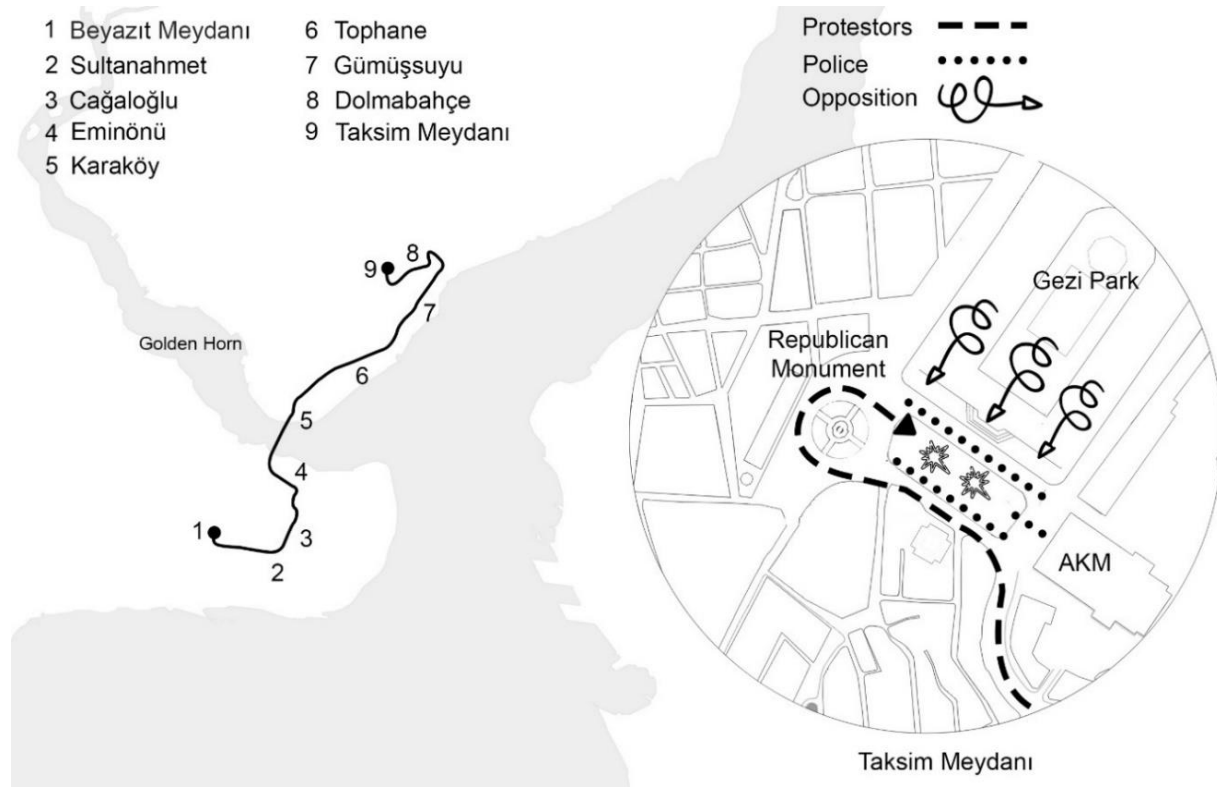 1 Beyazıt Meydanı
2 Sultanahmet
3 Cağaloğlu
4 Eminönü
5 Karaköy
6 Tophane
7 Gümüşsuyu
8 Dolmabahçe
9 Taksim Meydanı
Protestors
Police
Opposition
Golden Horn
9
8
7
6
5
4
3
2
1
Gezi Park
Republican
Monument
AKM
Taksim Meydanı